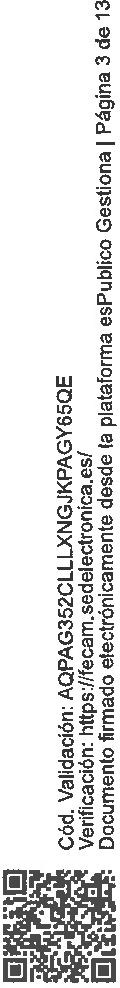 Cód. Validación: AQPAG352CLLLXNGJKPAGY65QE
Verificación: https://fecam.sedelectronica.es/
Documento firmado electrónicamente desde la plataforma esPublico Gestiona | Página 3 de 13